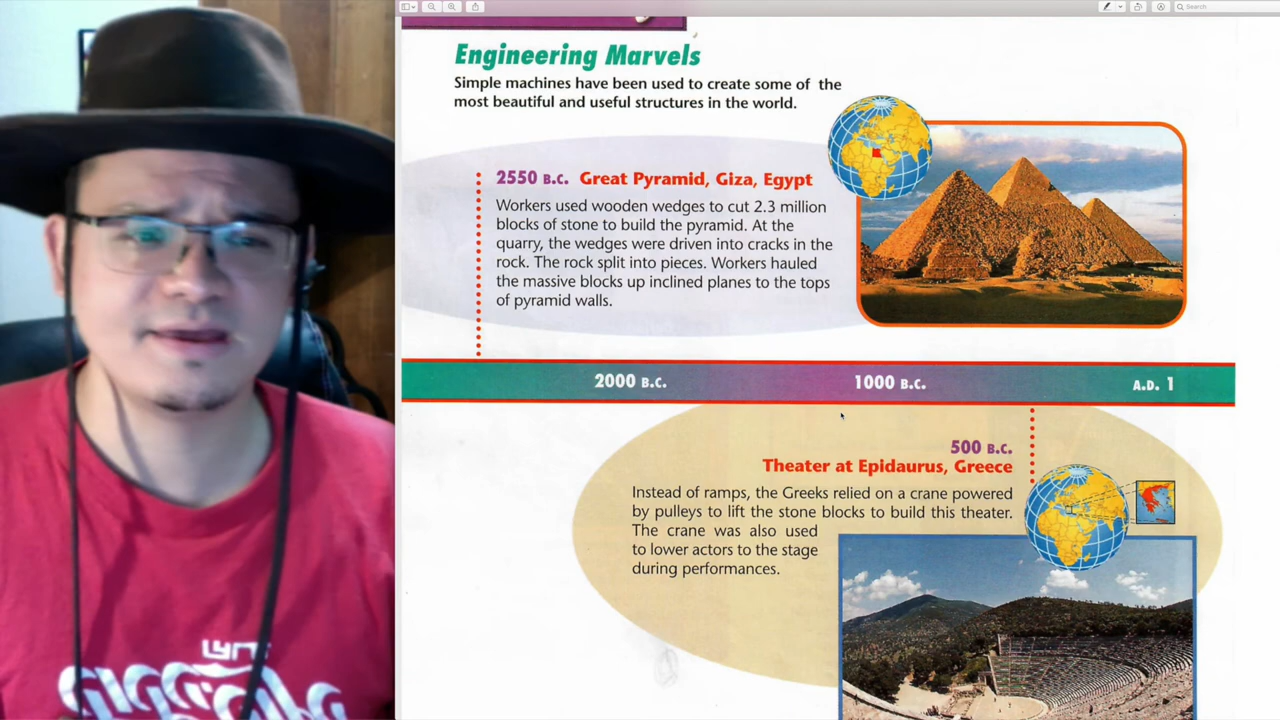 Search
Engineering Marvels
Simple machines have been used to create some of the
most beautiful and useful structures in the world.
2550 B.C. Great Pyramid, Giza, Egypt
Workers used wooden wedges to cut 2.3 million
blocks of stone to build the pyramid. At the
quarry, the wedges were driven into cracks in the
rock. The rock split into pieces. Workers hauled
the massive blocks up inclined planes to the tops
of pyramid walls.
2000 B.C. 1000 B.C. A.D. 1
500 B.C.
Theater at Epidaurus, Greece
Instead of ramps, the Greeks relied on a crane powered
by pulleys to lift the stone blocks to build this theater.
The crane was also used
to lower actors to the stage
during performances.